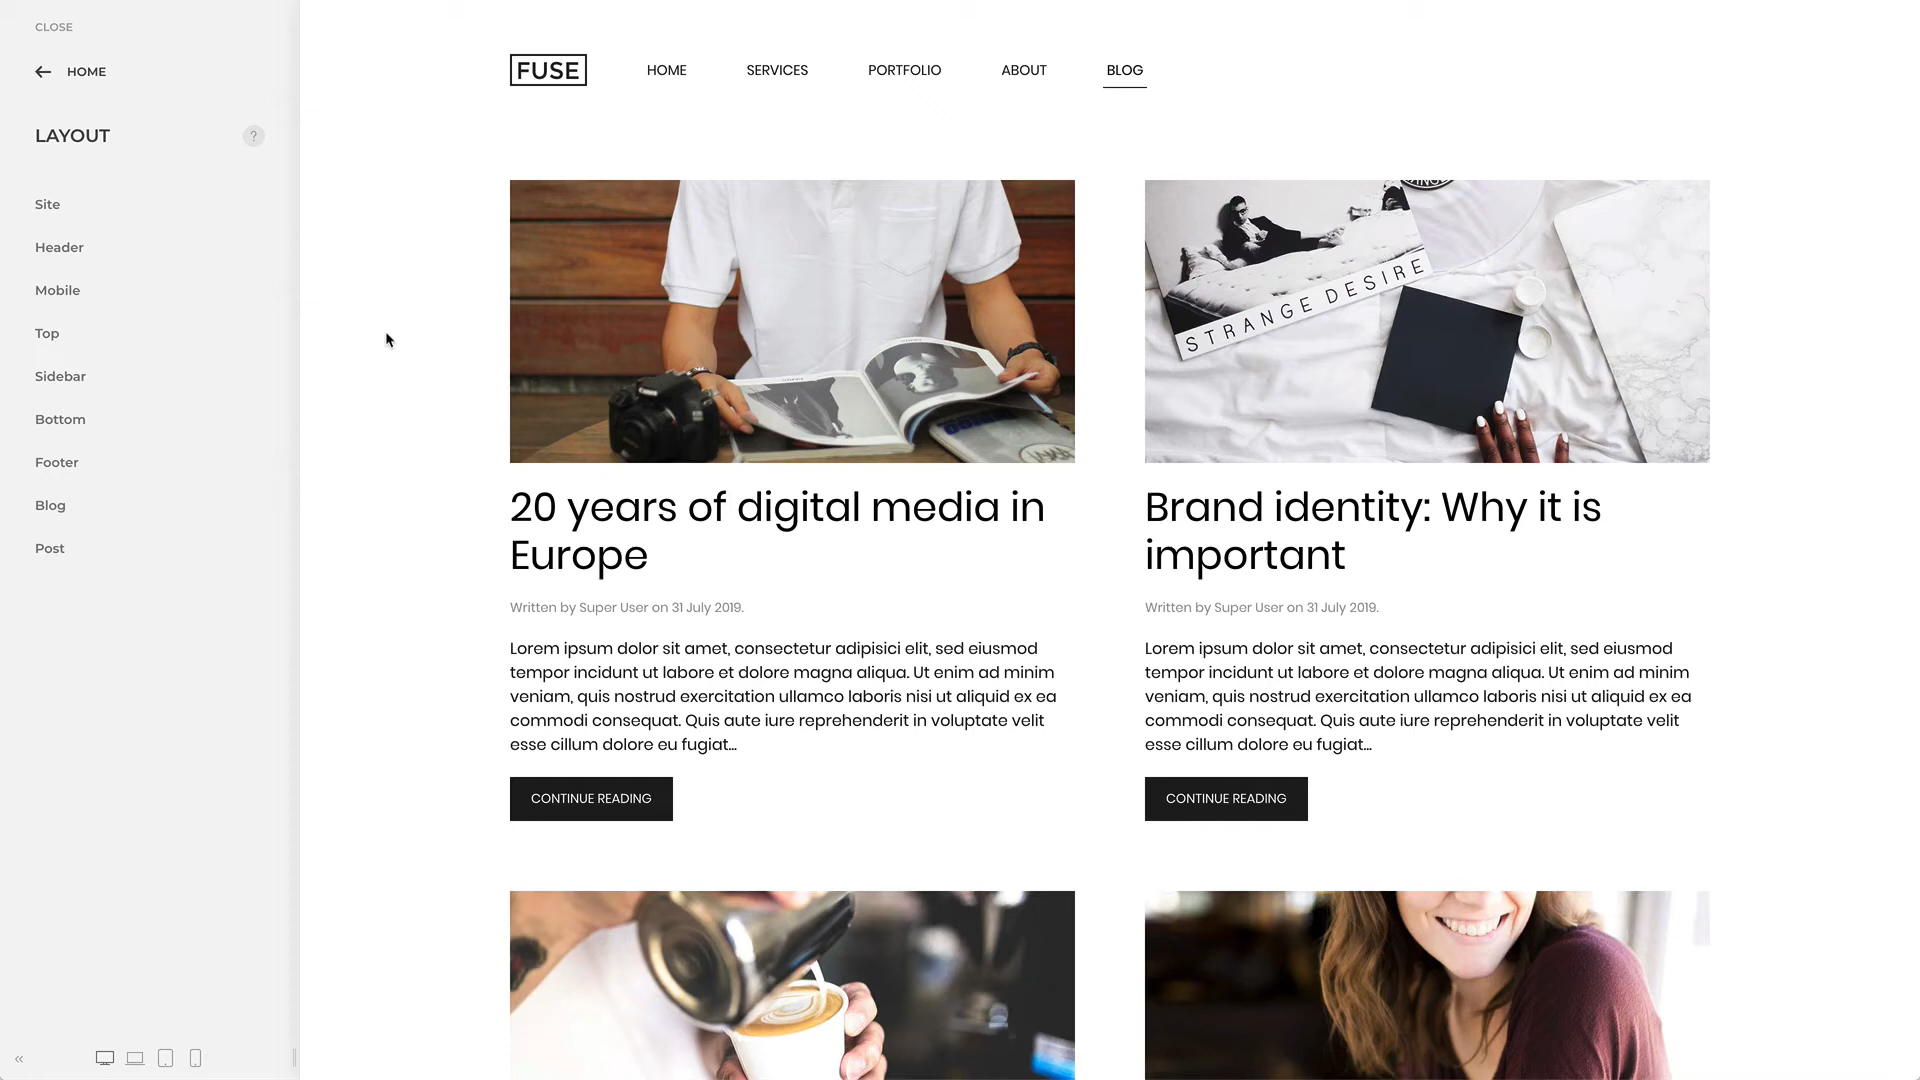 CLOSE
HOME
LAYOUT
?
Site
Header
Mobile
Top
Sidebar
Bottom
Footer
Blog
Post
FUSE
HOME
SERVICES
PORTFOLIO
ABOUT
BLOG
STRANGE DESIRE
20 years of digital media in
Europe
Written by Super User on 31 July 2019.
Lorem ipsum dolor sit amet, consectetur adipisici elit, sed eiusmod
tempor incidunt ut labore et dolore magna aliqua. Ut enim ad minim
veniam, quis nostrud exercitation ullamco laboris nisi ut aliquid ex ea
commodi consequat. Quis aute iure reprehenderit in voluptate velit
esse cillum dolore eu fugiat...
CONTINUE READING
Brand identity: Why it is
important
Written by Super User on 31 July 2019.
Lorem ipsum dolor sit amet, consectetur adipisici elit, sed eiusmod
tempor incidunt ut labore et dolore magna aliqua. Ut enim ad minim
veniam, quis nostrud exercitation ullamco laboris nisi ut aliquid ex ea
commodi consequat. Quis aute iure reprehenderit in voluptate velit
esse cillum dolore eu fugiat...
CONTINUE READING